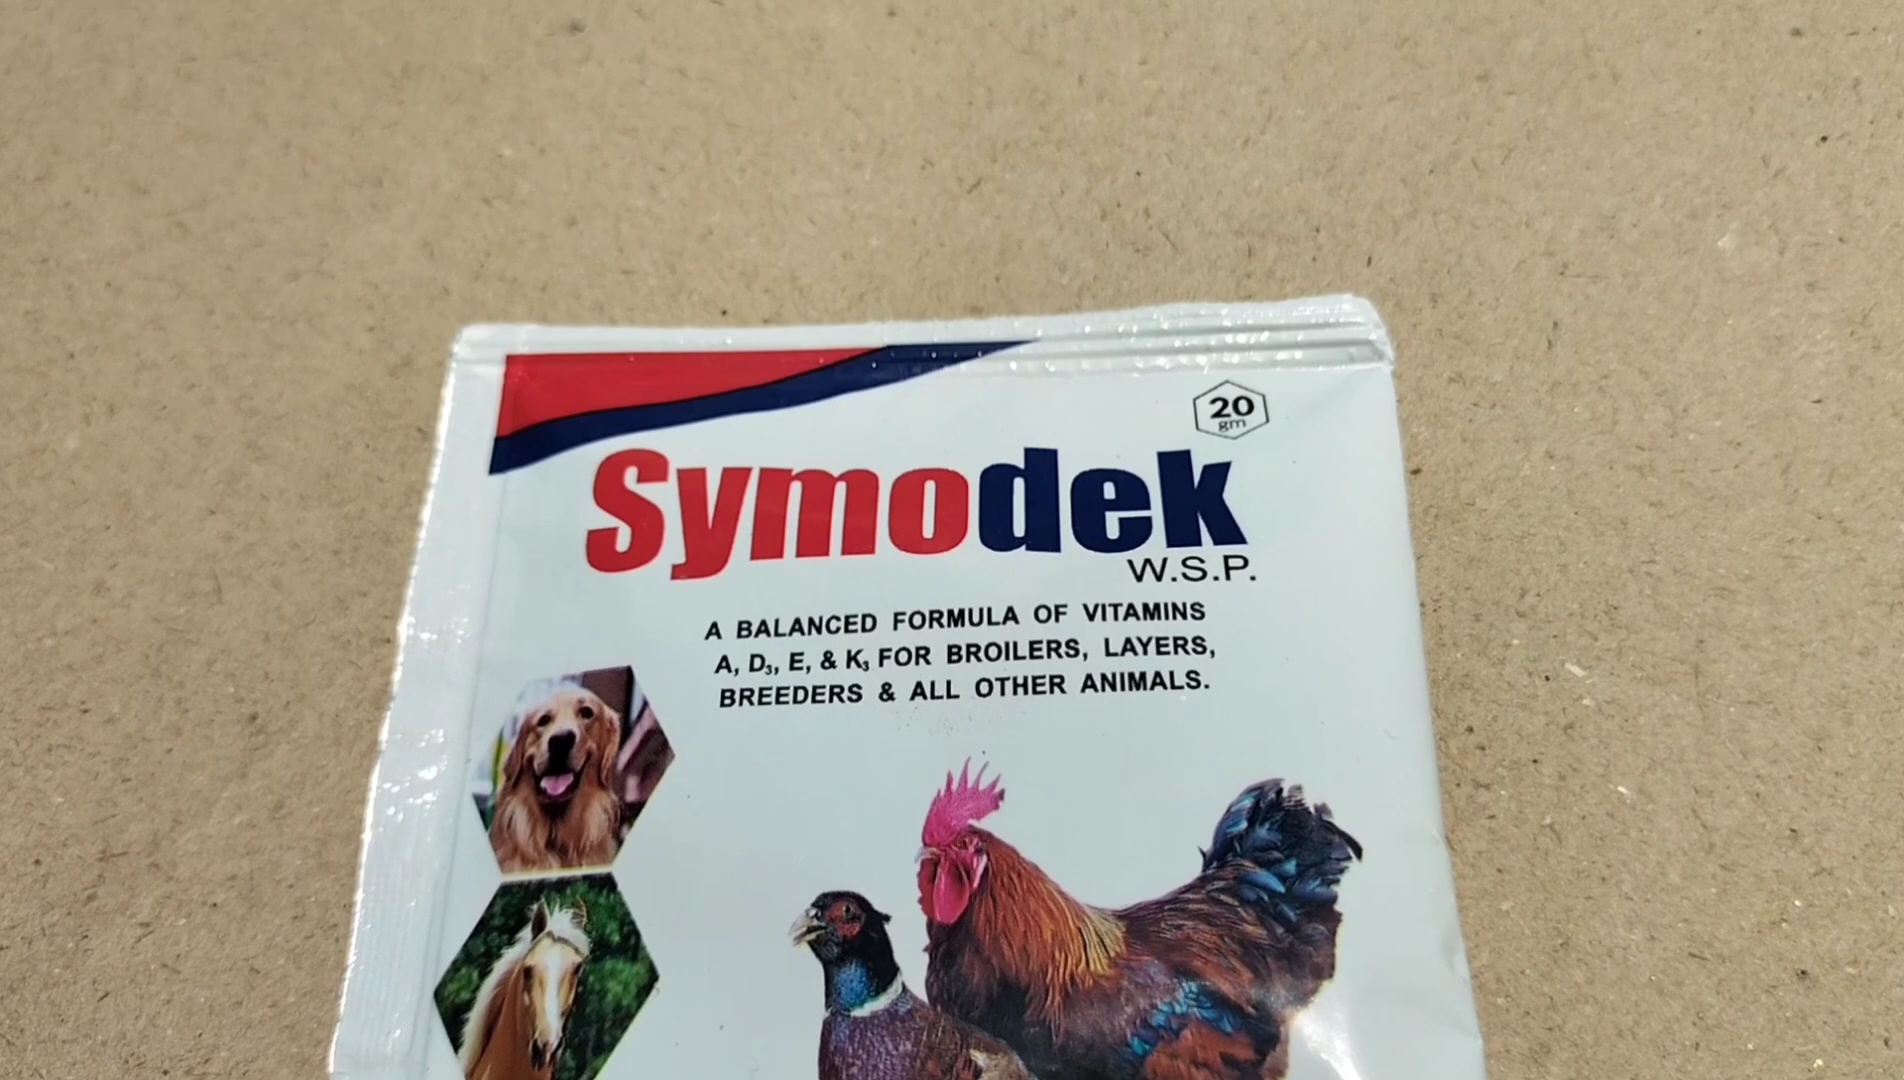 20
gm
Symodek
W.S.P.
A BALANCED FORMULA OF VITAMINS
A, D₃, E, & K₃ FOR BROILERS, LAYERS,
BREEDERS & ALL OTHER ANIMALS.